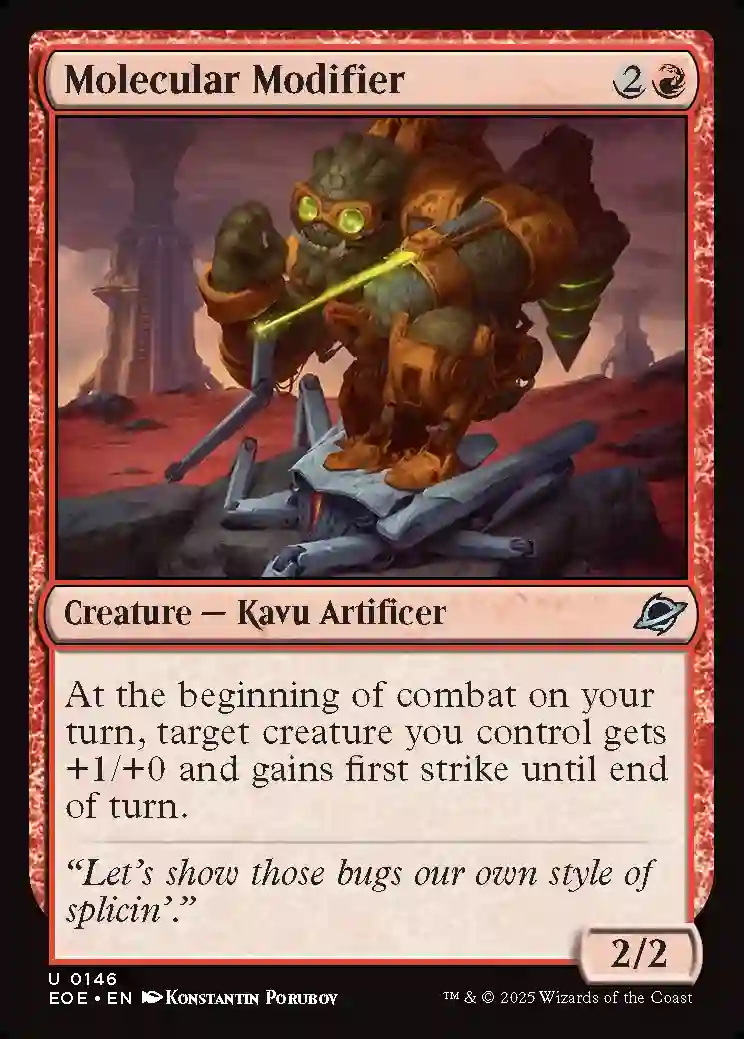 Molecular Modifier 2
Creature — Kavu Artificer
At the beginning of combat on your
turn, target creature you control gets
+1/+0 and gains first strike until end
of turn.
“Let’s show those bugs our own style of
splicin’.”
2/2
U 0146
EOE • EN Konstantin Porubov
™ & © 2025 Wizards of the Coast